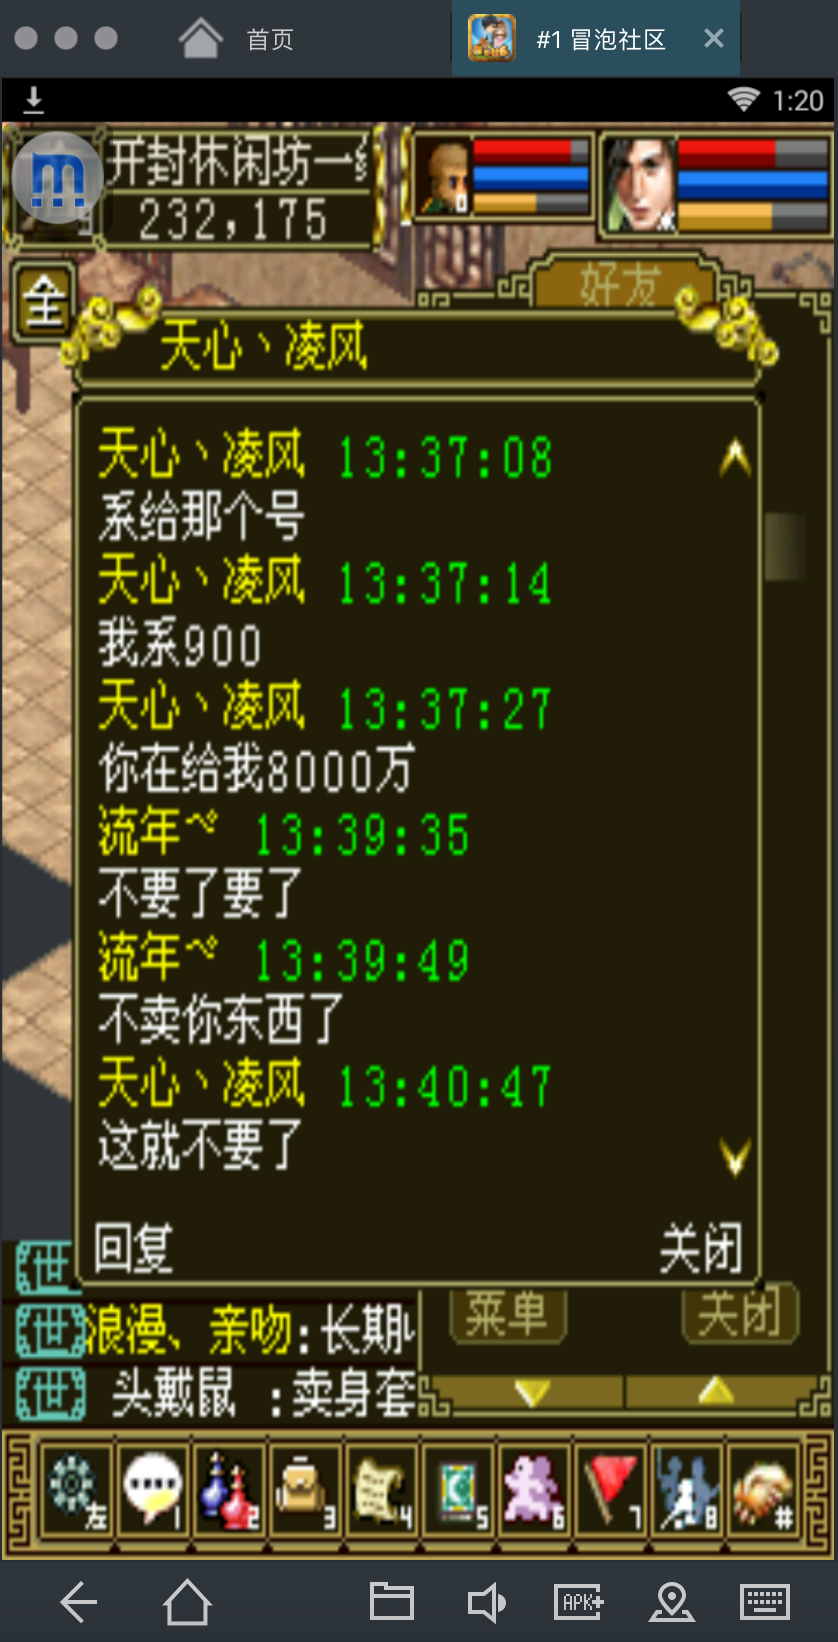 首页
#1 冒泡社区
1:20
开封休闲坊一
232,175
全
好友
天心丶凌风
天心丶凌风 13:37:08
系给那个号
天心丶凌风 13:37:14
我系900
天心丶凌风 13:37:27
你在给我8000万
流年ペ 13:39:35
不要了要了
流年ペ 13:39:49
不卖你东西了
天心丶凌风 13:40:47
这就不要了
回复 关闭
世
世 浪漫、亲吻:长期
菜单 关闭
世 头戴鼠 :卖身套
左 1 2 3 4 5 6 7 8 #
APK+